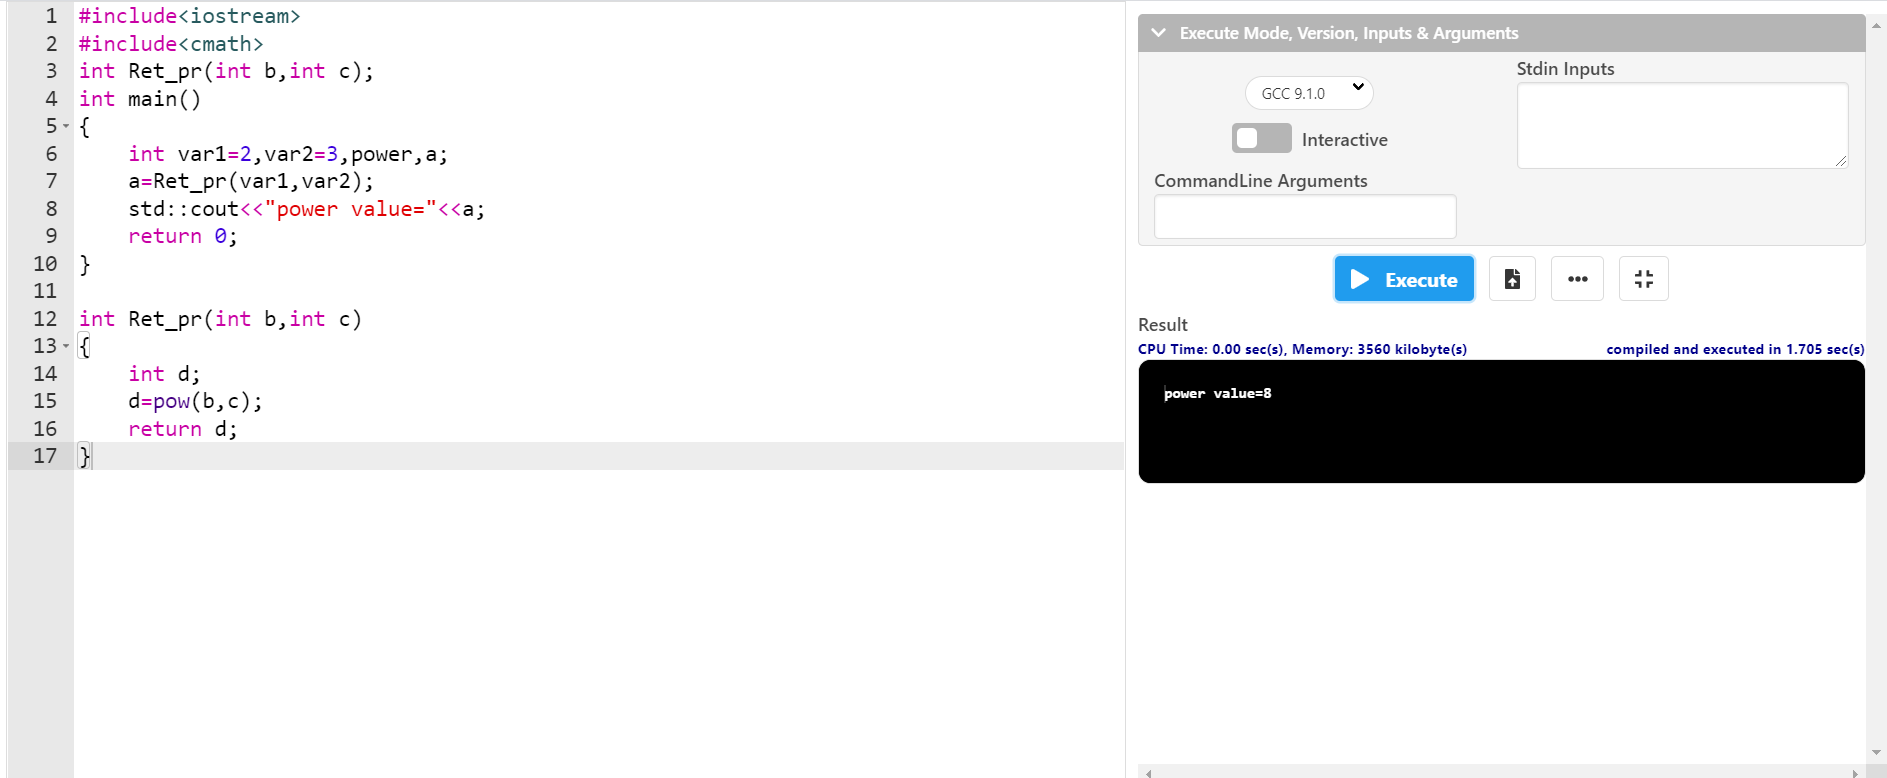 1 #include<iostream>
2 #include<cmath>
3 int Ret_pr(int b,int c);
4 int main()
5 {
6     int var1=2,var2=3,power,a;
7     a=Ret_pr(var1,var2);
8     std::cout<<"power value="<<a;
9     return 0;
10 }
11
12 int Ret_pr(int b,int c)
13 {
14     int d;
15     d=pow(b,c);
16     return d;
17 }
Execute Mode, Version, Inputs & Arguments
GCC 9.1.0
Interactive
Stdin Inputs
CommandLine Arguments
Execute
Result
CPU Time: 0.00 sec(s), Memory: 3560 kilobyte(s)
compiled and executed in 1.705 sec(s)
power value=8